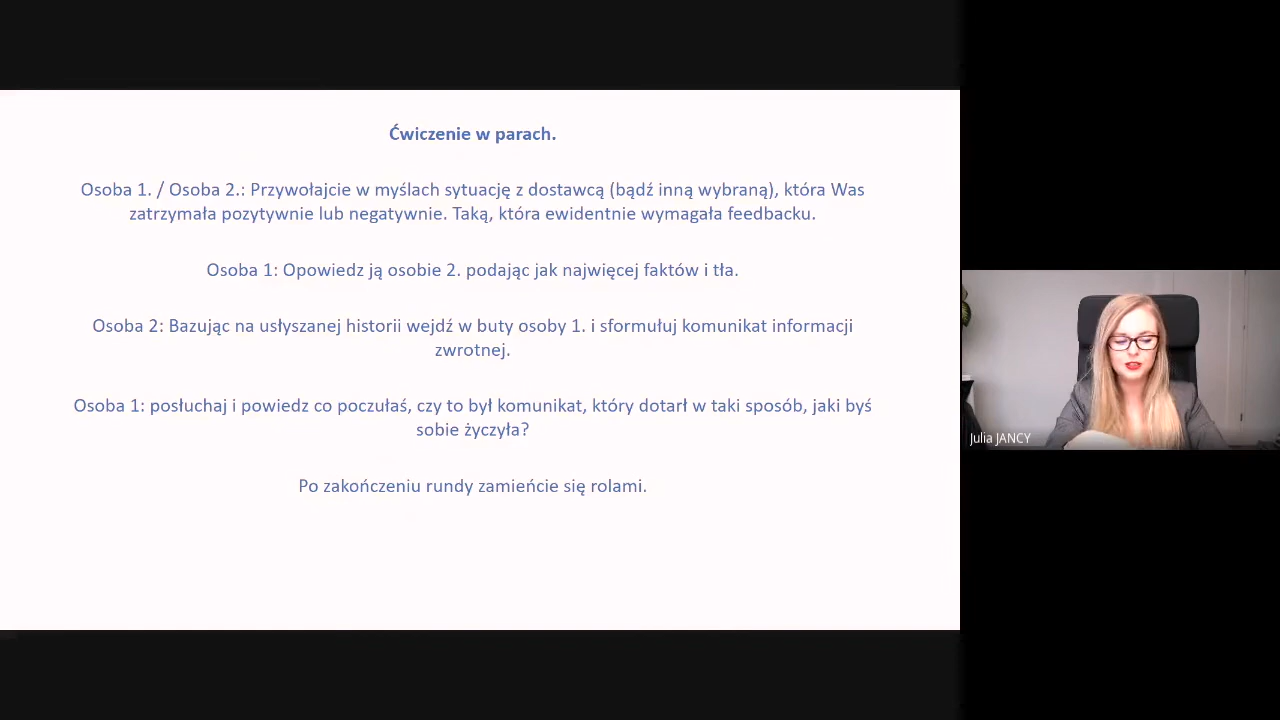 Ćwiczenie w parach.
Osoba 1. / Osoba 2.: Przywołajcie w myślach sytuację z dostawcą (bądź inną wybraną), która Was
zatrzymała pozytywnie lub negatywnie. Taką, która ewidentnie wymagała feedbacku.
Osoba 1: Opowiedz ją osobie 2. podając jak najwięcej faktów i tła.
Osoba 2: Bazując na usłyszanej historii wejdź w buty osoby 1. i sformułuj komunikat informacji
zwrotnej.
Osoba 1: posłuchaj i powiedz co poczułaś, czy to był komunikat, który dotarł w taki sposób, jaki byś
sobie życzyła?
Po zakończeniu rundy zamieńcie się rolami.
Julia JANCY